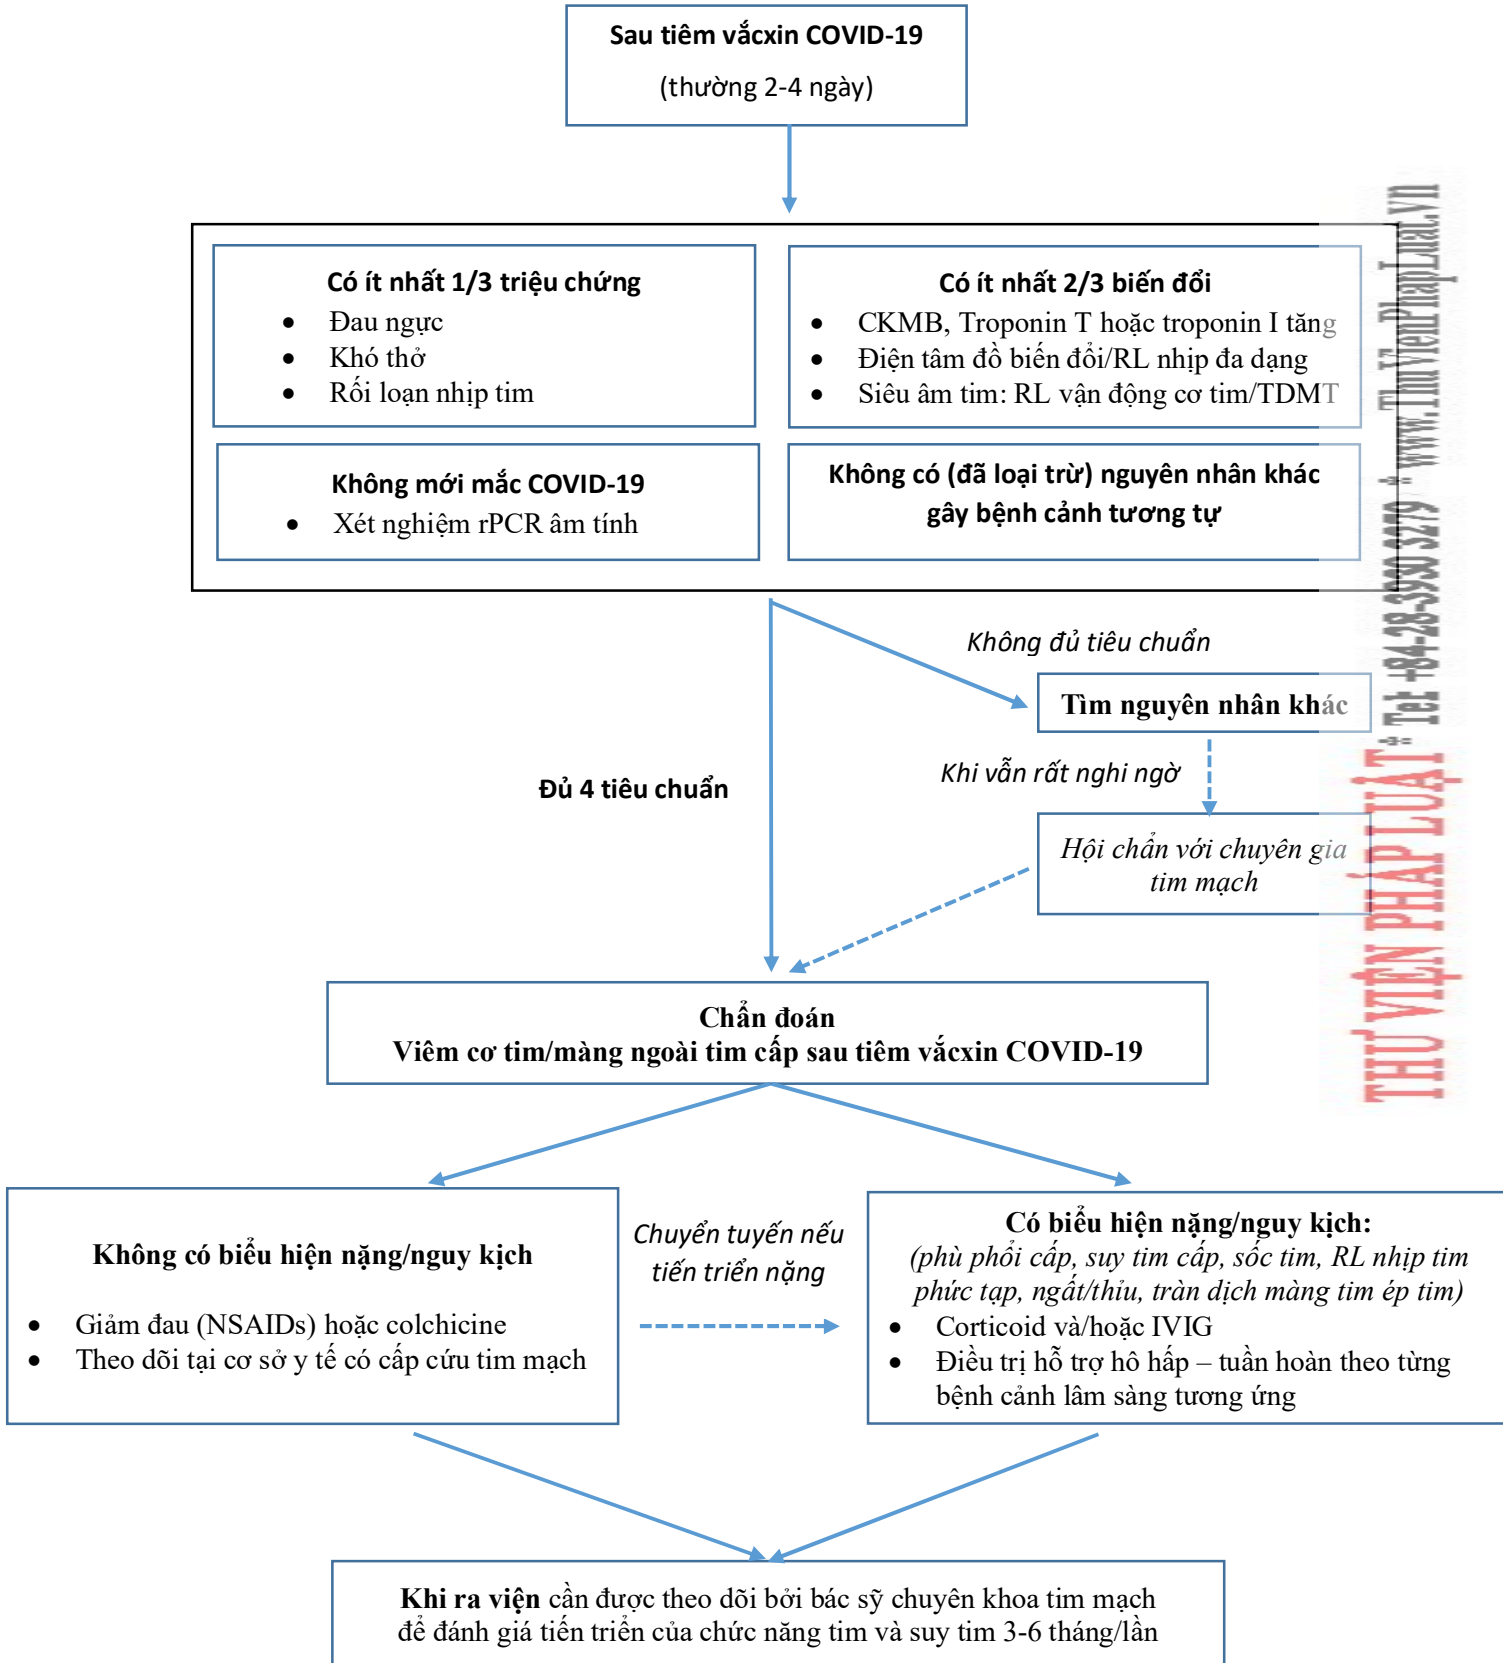 Sau tiêm vắcxin COVID-19
(thường 2-4 ngày)
Có ít nhất 1/3 triệu chứng
• Đau ngực
• Khó thở
• Rối loạn nhịp tim
Có ít nhất 2/3 biến đổi
• CKMB, Troponin T hoặc troponin I tăng
• Điện tâm đồ biến đổi/RL nhịp đa dạng
• Siêu âm tim: RL vận động cơ tim/TDMT
Không mới mắc COVID-19
• Xét nghiệm rPCR âm tính
Không có (đã loại trừ) nguyên nhân khác
gây bệnh cảnh tương tự
Không đủ tiêu chuẩn
Tìm nguyên nhân khác
Khi vẫn rất nghi ngờ
Đủ 4 tiêu chuẩn
Hội chẩn với chuyên gia
tim mạch
Chẩn đoán
Viêm cơ tim/màng ngoài tim cấp sau tiêm vắcxin COVID-19
Không có biểu hiện nặng/nguy kịch
• Giảm đau (NSAIDs) hoặc colchicine
• Theo dõi tại cơ sở y tế có cấp cứu tim mạch
Chuyển tuyến nếu
tiến triển nặng
Có biểu hiện nặng/nguy kịch:
(phù phổi cấp, suy tim cấp, sốc tim, RL nhịp tim
phức tạp, ngất/thỉu, tràn dịch màng tim ép tim)
• Corticoid và/hoặc IVIG
• Điều trị hỗ trợ hô hấp – tuần hoàn theo từng
bệnh cảnh lâm sàng tương ứng
Khi ra viện cần được theo dõi bởi bác sỹ chuyên khoa tim mạch
để đánh giá tiến triển của chức năng tim và suy tim 3-6 tháng/lần
THƯ VIỆN PHÁP LUẬT * Tel: +84-28-3930 3279 * www.ThuVienPhapLuat.vn